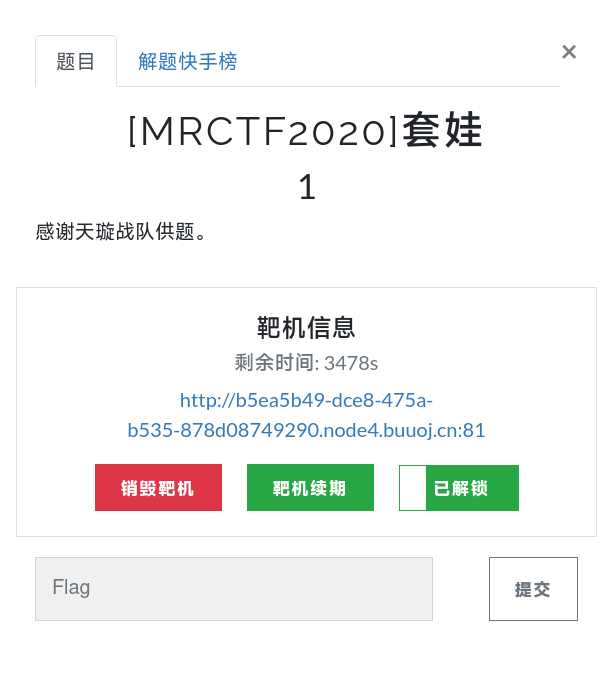 题目 解题快手榜 ×
[MRCTF2020]套娃
1
感谢天璇战队供题。
靶机信息
剩余时间: 3478s
http://b5ea5b49-dce8-475a-
b535-878d08749290.node4.buuoj.cn:81
销毁靶机 靶机续期 已解锁
Flag 提交